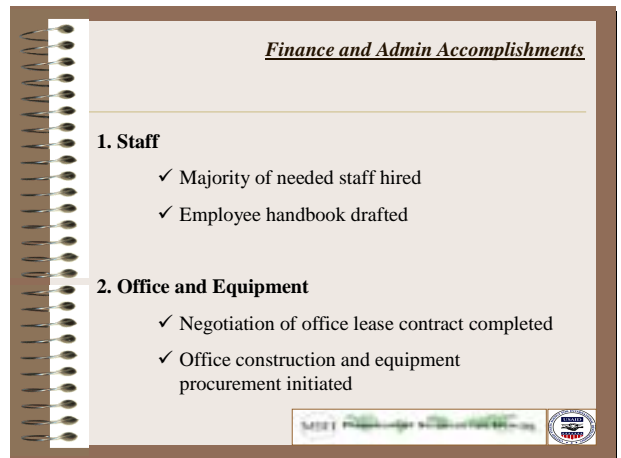 Finance and Admin Accomplishments
1. Staff
✓ Majority of needed staff hired
✓ Employee handbook drafted
2. Office and Equipment
✓ Negotiation of office lease contract completed
✓ Office construction and equipment
procurement initiated
USAID